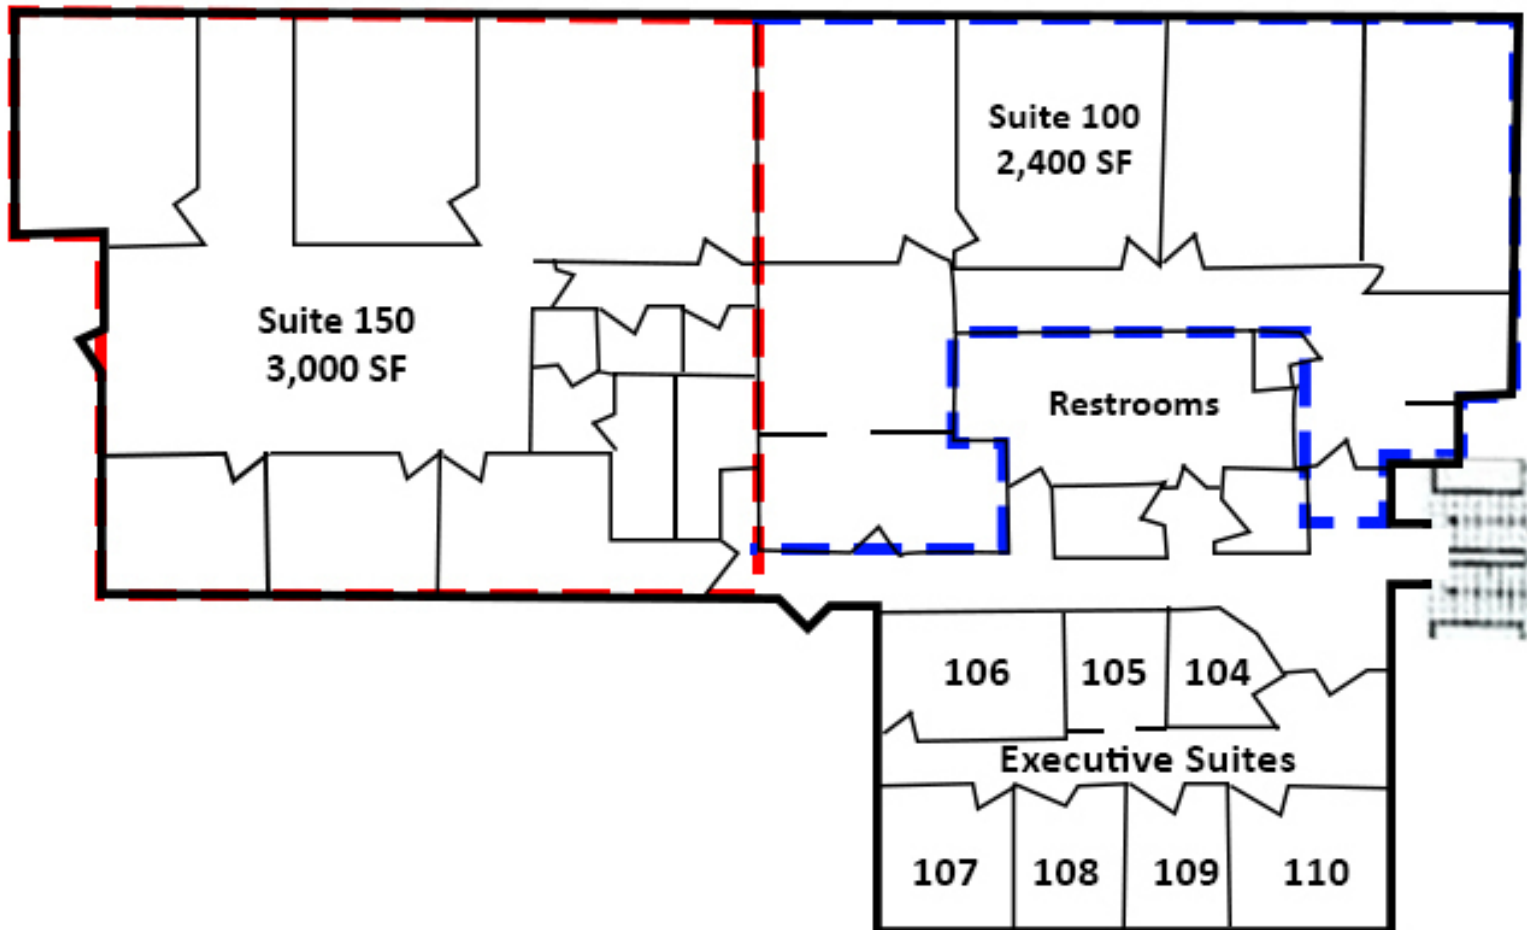 Suite 100
2,400 SF
Suite 150
3,000 SF
Restrooms
106
105
104
Executive Suites
107
108
109
110